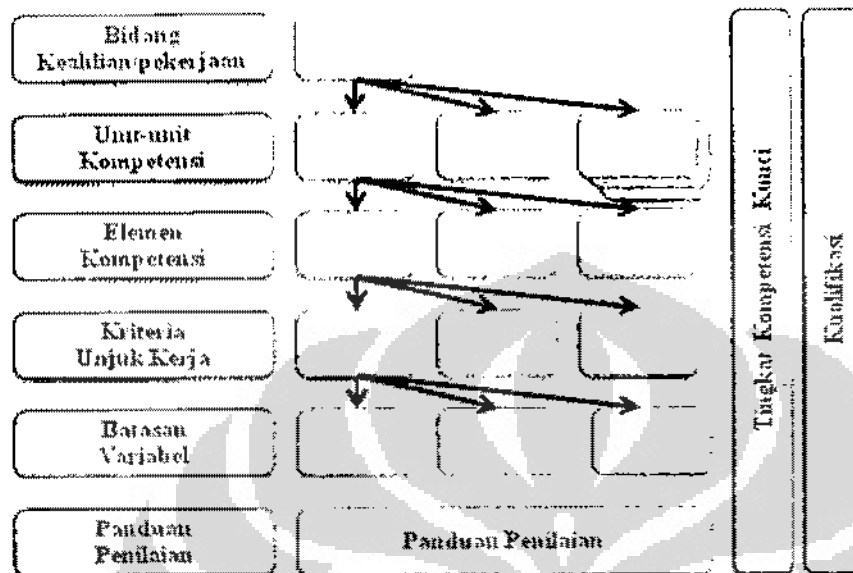 Bidang
Keahlian/pekerjaan
Unit-unit
Kompetensi
Elemen
Kompetensi
Kriteria
Unjuk Kerja
Batasan
Variabel
Panduan
Penilaian
Panduan Penilaian
Tingkat Kompetensi Kunci
Kualifikasi